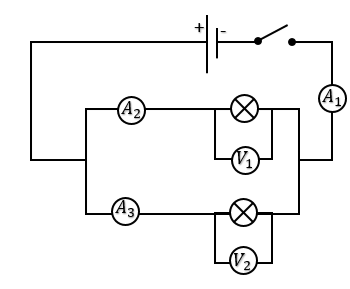 + -
A₁
A₂
V₁
A₃
V₂